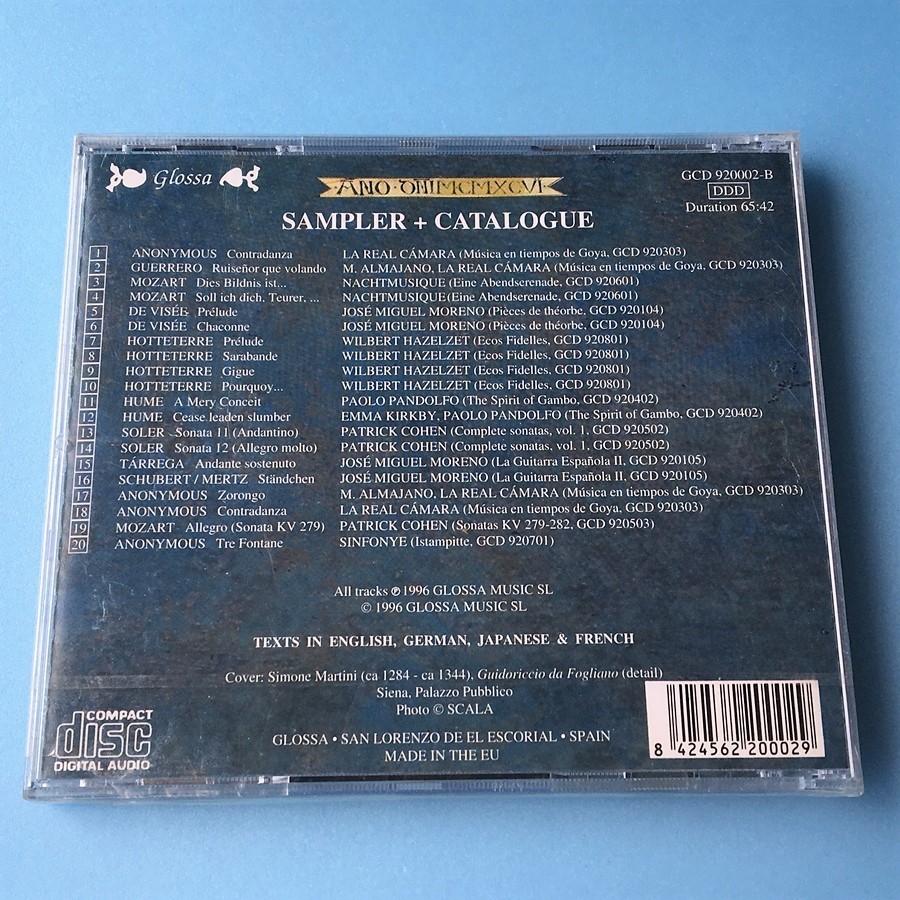 Glossa
AÑO·DÑI MCMXCVI
GCD 920002-B
DDD
Duration 65:42
SAMPLER + CATALOGUE
1 ANONYMOUS Contradanza LA REAL CÁMARA (Música en tiempos de Goya, GCD 920303)
2 GUERRERO Ruiseñor que volando M. ALMAJANO, LA REAL CÁMARA (Música en tiempos de Goya, GCD 920303)
3 MOZART Dies Bildnis ist... NACHTMUSIQUE (Eine Abendserenade, GCD 920601)
4 MOZART Soll ich dich, Teurer, ... NACHTMUSIQUE (Eine Abendserenade, GCD 920601)
5 DE VISÉE Prélude JOSÉ MIGUEL MORENO (Pièces de théorbe, GCD 920104)
6 DE VISÉE Chaconne JOSÉ MIGUEL MORENO (Pièces de théorbe, GCD 920104)
7 HOTTETERRE Prélude WILBERT HAZELZET (Ecos Fidelles, GCD 920801)
8 HOTTETERRE Sarabande WILBERT HAZELZET (Ecos Fidelles, GCD 920801)
9 HOTTETERRE Gigue WILBERT HAZELZET (Ecos Fidelles, GCD 920801)
10 HOTTETERRE Pourquoy... WILBERT HAZELZET (Ecos Fidelles, GCD 920801)
11 HUME A Mery Conceit PAOLO PANDOLFO (The Spirit of Gambo, GCD 920402)
12 HUME Cease leaden slumber EMMA KIRKBY, PAOLO PANDOLFO (The Spirit of Gambo, GCD 920402)
13 SOLER Sonata 11 (Andantino) PATRICK COHEN (Complete sonatas, vol. 1, GCD 920502)
14 SOLER Sonata 12 (Allegro molto) PATRICK COHEN (Complete sonatas, vol. 1, GCD 920502)
15 TÁRREGA Andante sostenuto JOSÉ MIGUEL MORENO (La Guitarra Española II, GCD 920105)
16 SCHUBERT / MERTZ Ständchen JOSÉ MIGUEL MORENO (La Guitarra Española II, GCD 920105)
17 ANONYMOUS Zorongo M. ALMAJANO, LA REAL CÁMARA (Música en tiempos de Goya, GCD 920303)
18 ANONYMOUS Contradanza LA REAL CÁMARA (Música en tiempos de Goya, GCD 920303)
19 MOZART Allegro (Sonata KV 279) PATRICK COHEN (Sonatas KV 279-282, GCD 920503)
20 ANONYMOUS Tre Fontane SINFONYE (Istampitte, GCD 920701)
All tracks ℗ 1996 GLOSSA MUSIC SL
© 1996 GLOSSA MUSIC SL
TEXTS IN ENGLISH, GERMAN, JAPANESE & FRENCH
Cover: Simone Martini (ca 1284 - ca 1344), Guidoriccio da Fogliano (detail)
Siena, Palazzo Pubblico
Photo © SCALA
GLOSSA • SAN LORENZO DE EL ESCORIAL • SPAIN
MADE IN THE EU
COMPACT
disc
DIGITAL AUDIO
8 424562 200029